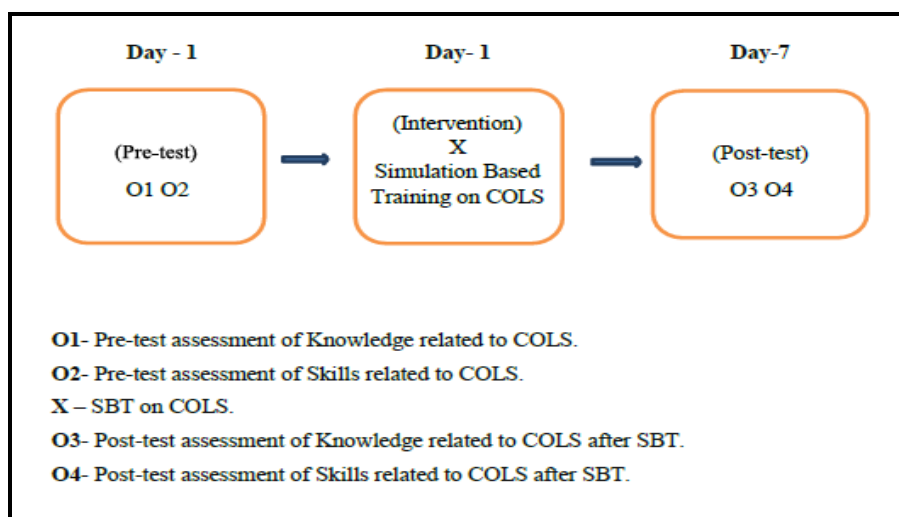 Day - 1
Day- 1
Day-7
(Pre-test)
O1 O2
(Intervention)
X
Simulation Based
Training on COLS
(Post-test)
O3 O4
O1- Pre-test assessment of Knowledge related to COLS.
O2- Pre-test assessment of Skills related to COLS.
X – SBT on COLS.
O3- Post-test assessment of Knowledge related to COLS after SBT.
O4- Post-test assessment of Skills related to COLS after SBT.